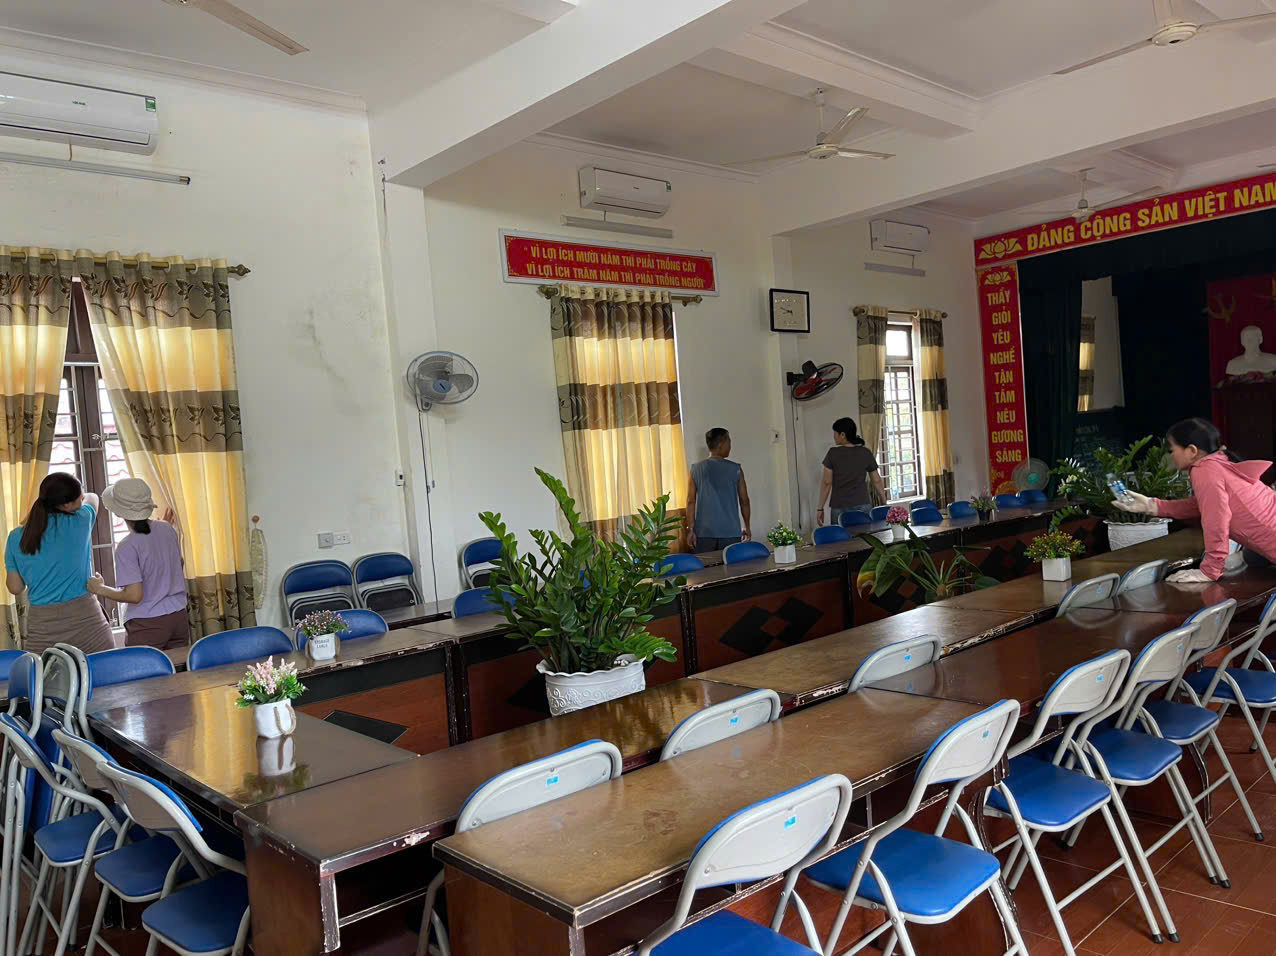 " VÌ LỢI ÍCH MƯỜI NĂM THÌ PHẢI TRỒNG CÂY
VÌ LỢI ÍCH TRĂM NĂM THÌ PHẢI TRỒNG NGƯỜI
ĐẢNG CỘNG SẢN VIỆT NAM
THẦY
GIỎI
YÊU
NGHỀ
TẬN
TÂM
NÊU
GƯƠNG
SÁNG